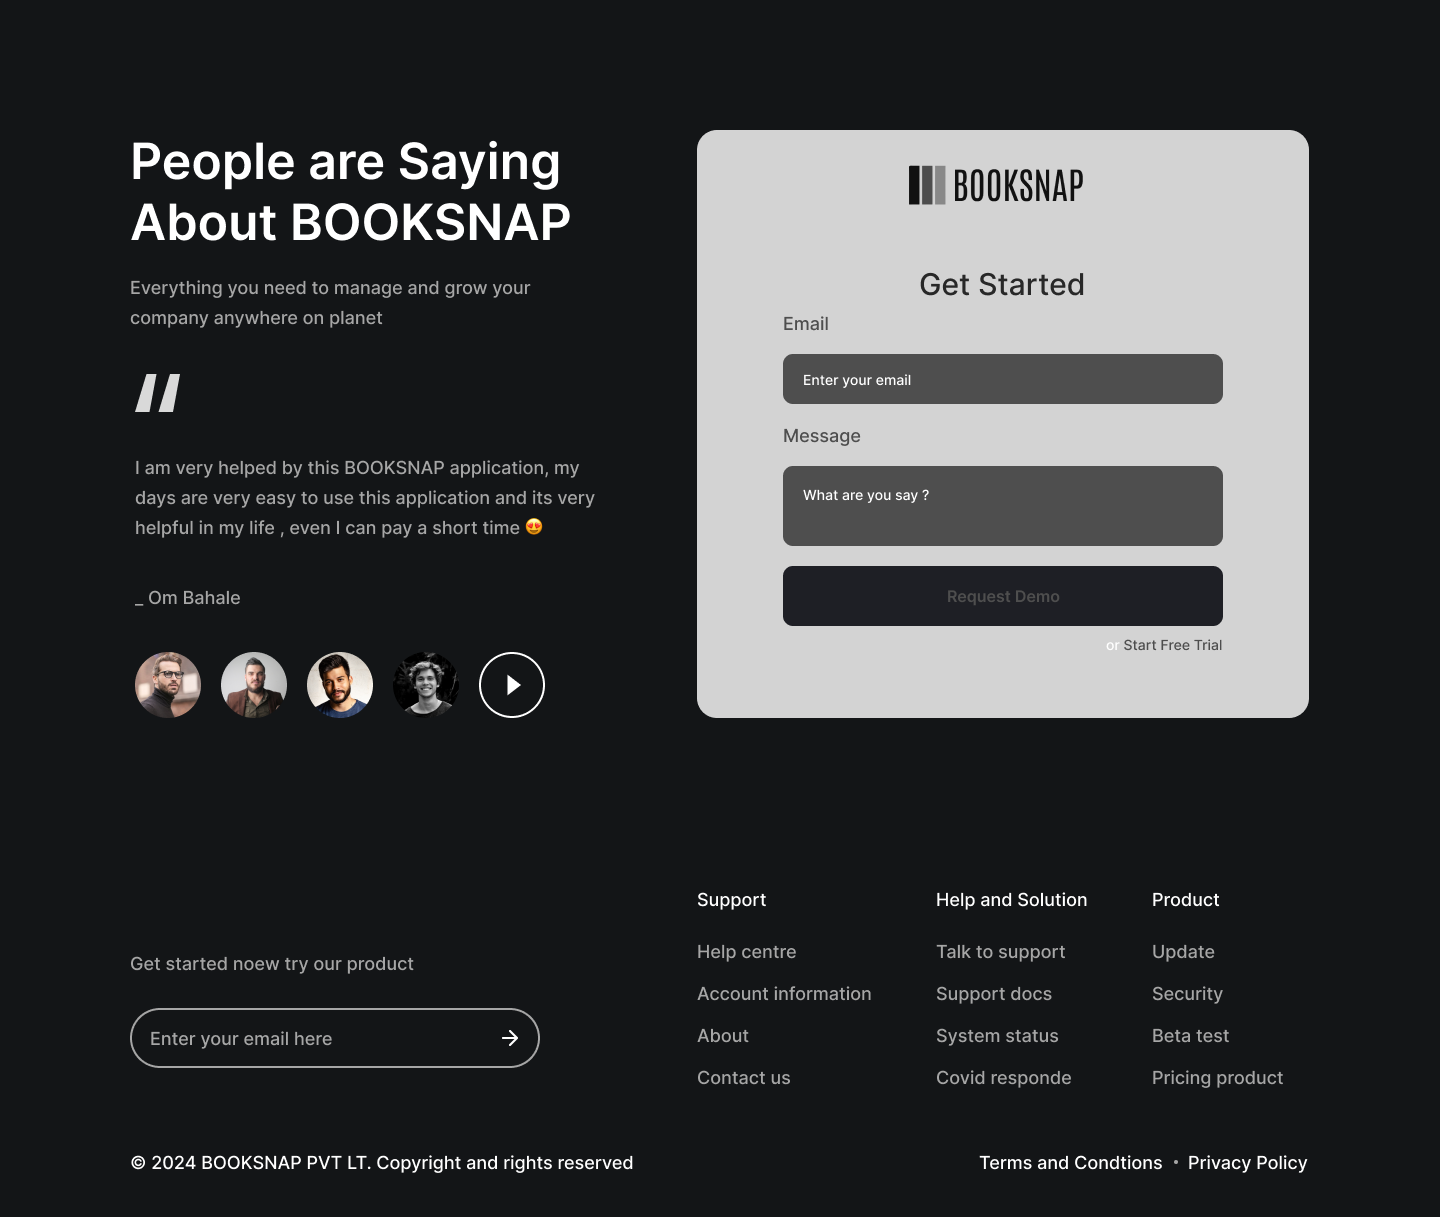 People are Saying
About BOOKSNAP
Everything you need to manage and grow your
company anywhere on planet
I am very helped by this BOOKSNAP application, my
days are very easy to use this application and its very
helpful in my life , even I can pay a short time 😍
_ Om Bahale
BOOKSNAP
Get Started
Email
Enter your email
Message
What are you say ?
Request Demo
or Start Free Trial
Get started noew try our product
Enter your email here
Support
Help centre
Account information
About
Contact us
Help and Solution
Talk to support
Support docs
System status
Covid responde
Product
Update
Security
Beta test
Pricing product
© 2024 BOOKSNAP PVT LT. Copyright and rights reserved
Terms and Condtions • Privacy Policy